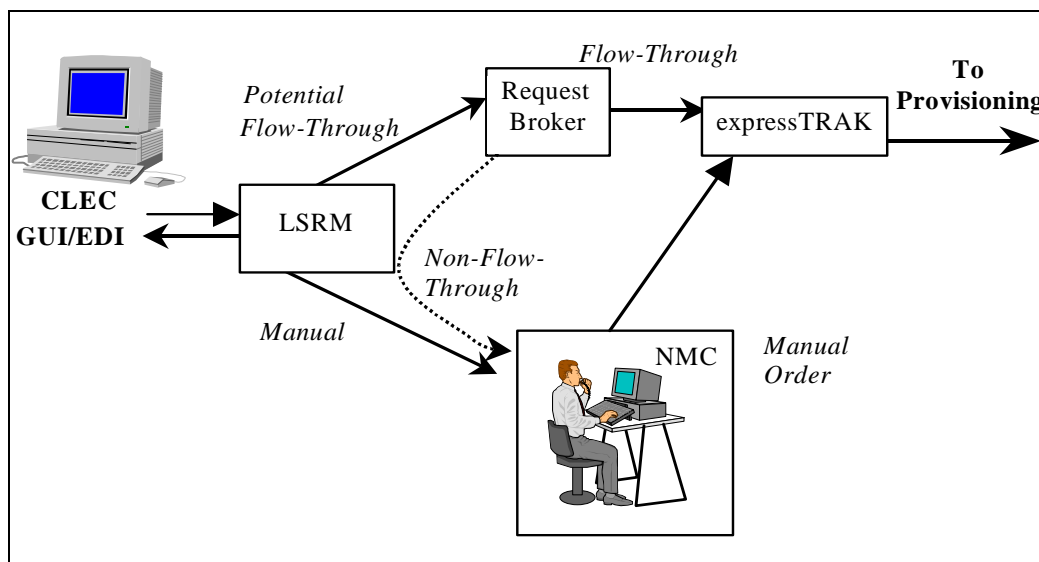 Flow-Through
To
Provisioning
Request
Broker
Potential
Flow-Through
expressTRAK
CLEC
GUI/EDI
LSRM
Non-Flow-
Through
Manual
NMC
Manual
Order